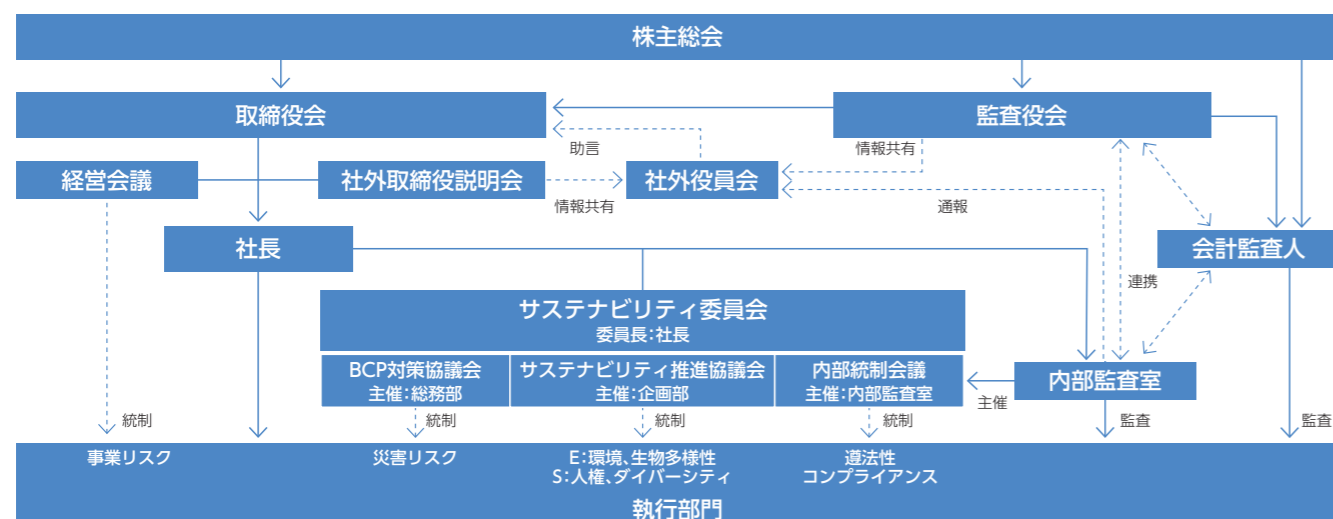 株主総会
取締役会
監査役会
助言
情報共有
経営会議
社外取締役説明会
社外役員会
情報共有
通報
社長
会計監査人
連携
サステナビリティ委員会
委員長:社長
BCP対策協議会
主催:総務部
サステナビリティ推進協議会
主催:企画部
内部統制会議
主催:内部監査室
内部監査室
主催
統制
統制
統制
統制
監査
監査
事業リスク
災害リスク
E:環境、生物多様性
S:人権、ダイバーシティ
遵法性
コンプライアンス
執行部門